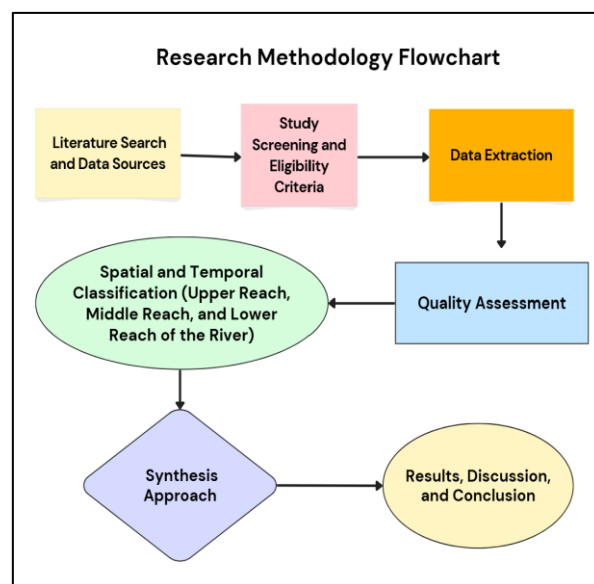 Research Methodology Flowchart
Literature Search
and Data Sources
Study
Screening and
Eligibility
Criteria
Data Extraction
Quality Assessment
Spatial and Temporal
Classification (Upper Reach,
Middle Reach, and Lower
Reach of the River)
Synthesis
Approach
Results, Discussion,
and Conclusion